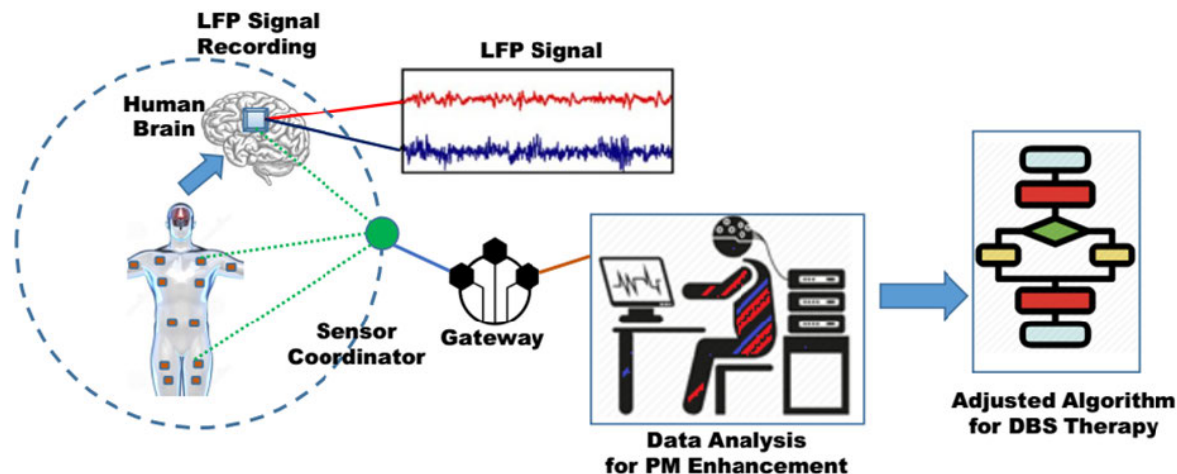 LFP Signal
Recording
LFP Signal
Human
Brain
Sensor
Coordinator
Gateway
Data Analysis
for PM Enhancement
Adjusted Algorithm
for DBS Therapy